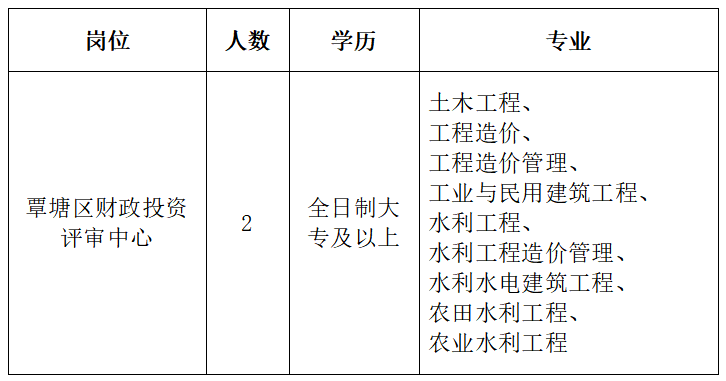 岗位 人数 学历 专业
覃塘区财政投资
评审中心
2
全日制大
专及以上
土木工程、
工程造价、
工程造价管理、
工业与民用建筑工程、
水利工程、
水利工程造价管理、
水利水电建筑工程、
农田水利工程、
农业水利工程